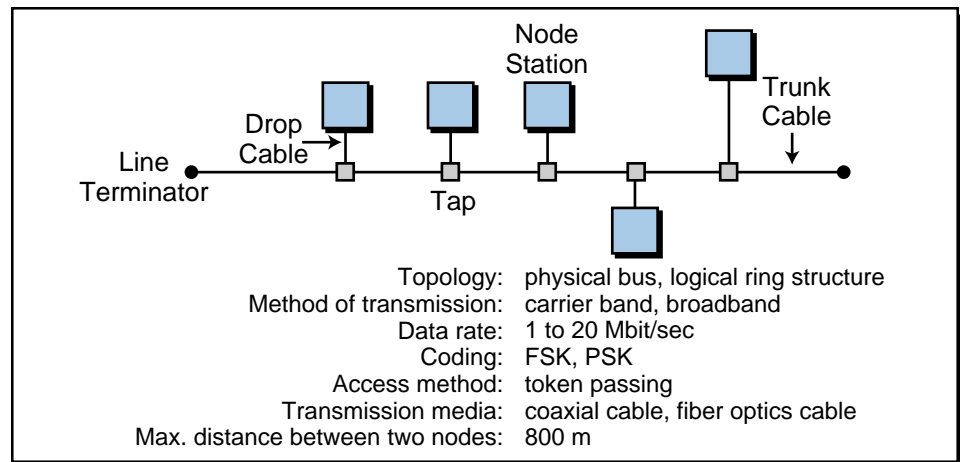 Node
Station
Trunk
Cable
Drop
Cable
Line
Terminator
Tap
Topology: physical bus, logical ring structure
Method of transmission: carrier band, broadband
Data rate: 1 to 20 Mbit/sec
Coding: FSK, PSK
Access method: token passing
Transmission media: coaxial cable, fiber optics cable
Max. distance between two nodes: 800 m